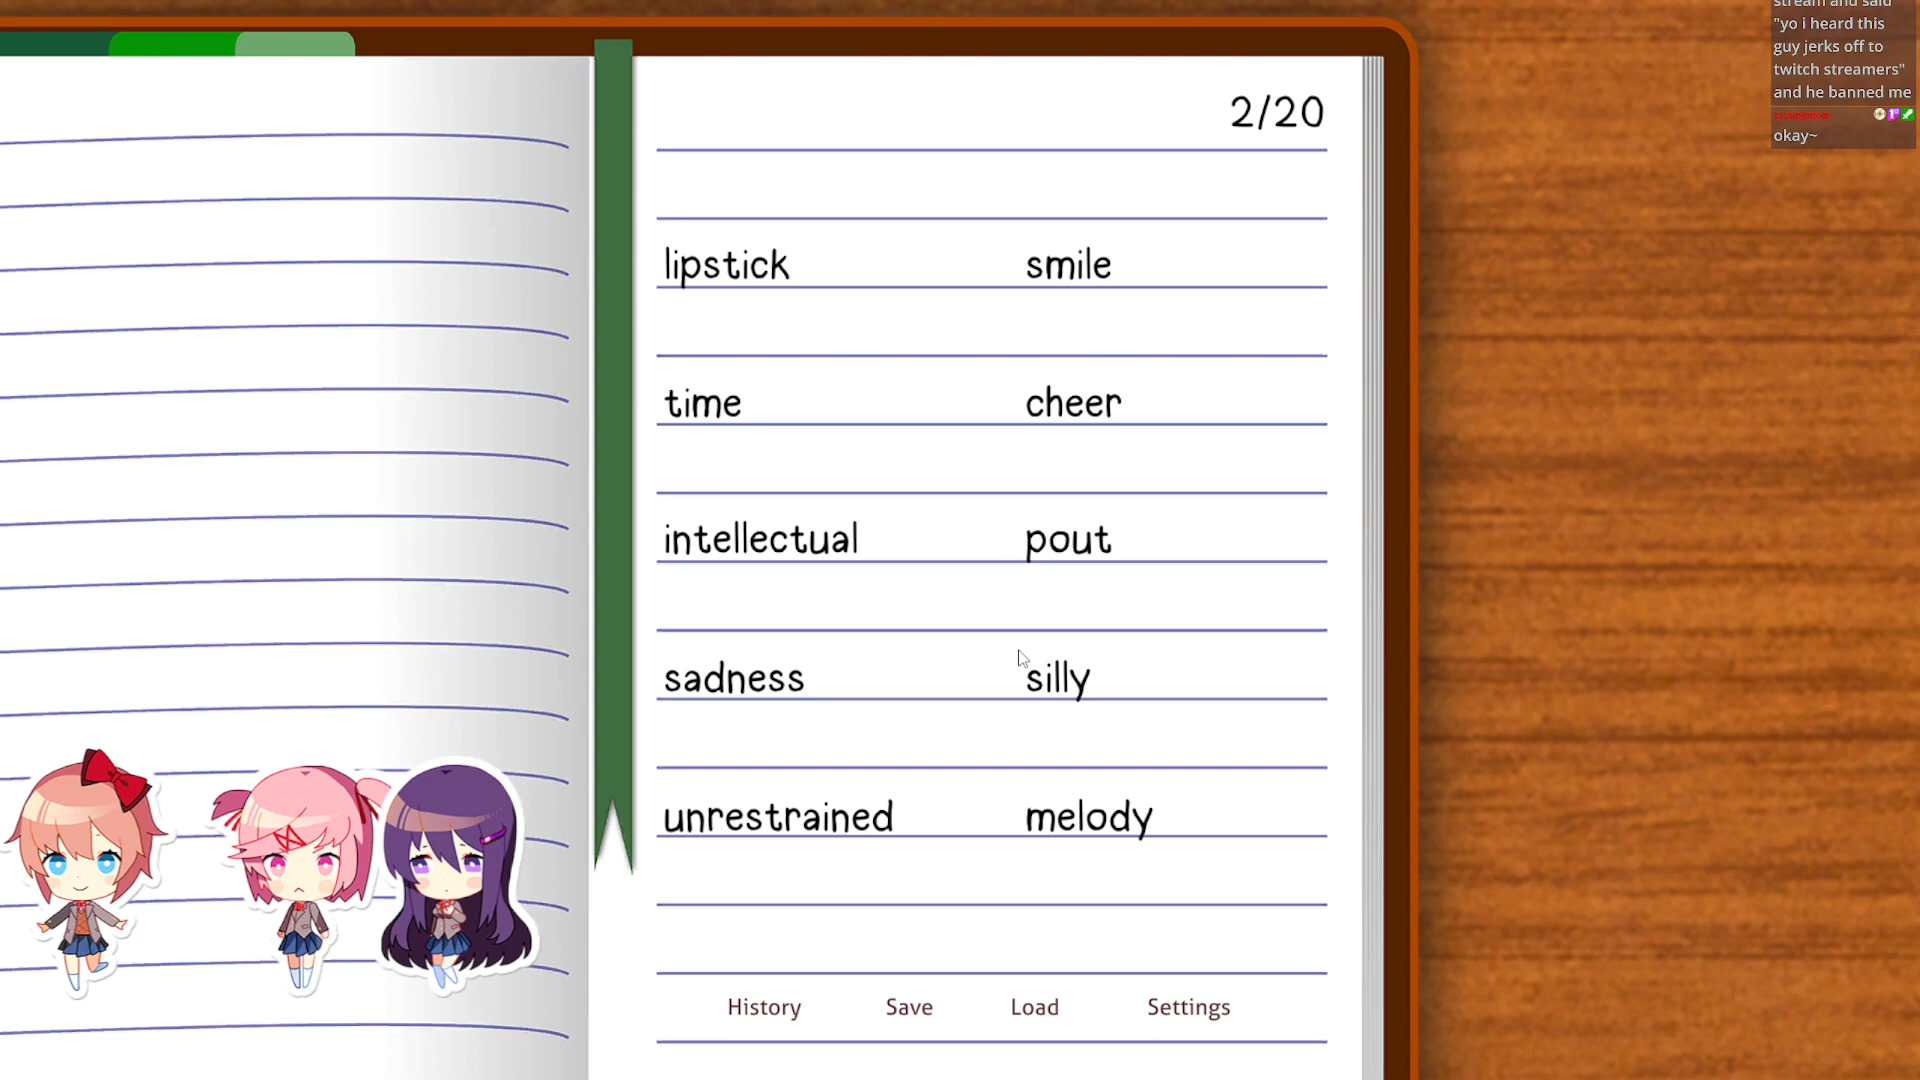 stream and said
"yo i heard this
guy jerks off to
twitch streamers"
and he banned me
okay~
2/20
lipstick smile
time cheer
intellectual pout
sadness silly
unrestrained melody
History Save Load Settings